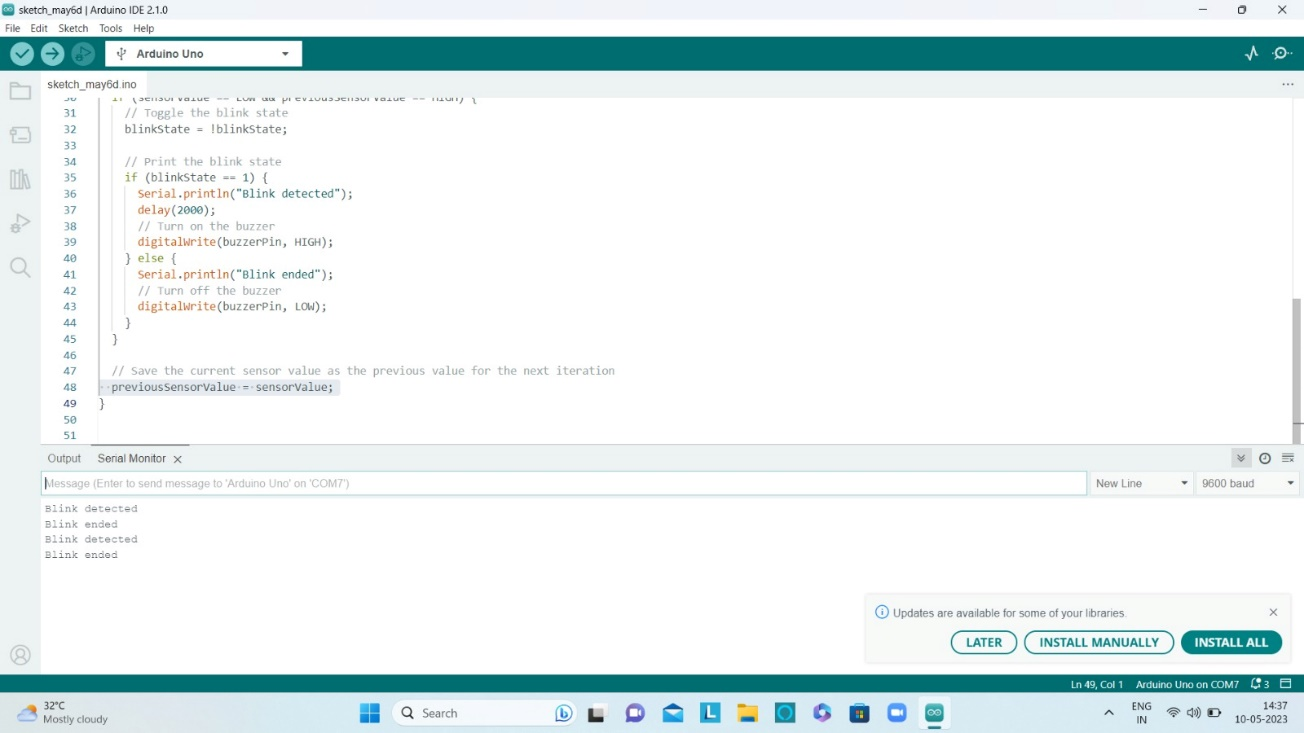 sketch_may6d | Arduino IDE 2.1.0
File Edit Sketch Tools Help
Arduino Uno
sketch_may6d.ino
30 if (sensorValue == LOW && previousSensorValue == HIGH) {
31 // Toggle the blink state
32 blinkState = !blinkState;
33
34 // Print the blink state
35 if (blinkState == 1) {
36 Serial.println("Blink detected");
37 delay(2000);
38 // Turn on the buzzer
39 digitalWrite(buzzerPin, HIGH);
40 } else {
41 Serial.println("Blink ended");
42 // Turn off the buzzer
43 digitalWrite(buzzerPin, LOW);
44 }
45 }
46
47 // Save the current sensor value as the previous value for the next iteration
48 previousSensorValue = sensorValue;
49 }
50
51
Output Serial Monitor
Message (Enter to send message to 'Arduino Uno' on 'COM7') New Line 9600 baud
Blink detected
Blink ended
Blink detected
Blink ended
Updates are available for some of your libraries.
LATER INSTALL MANUALLY INSTALL ALL
Ln 49, Col 1 Arduino Uno on COM7 3
32°C
Mostly cloudy
Search
ENG
IN
14:37
10-05-2023